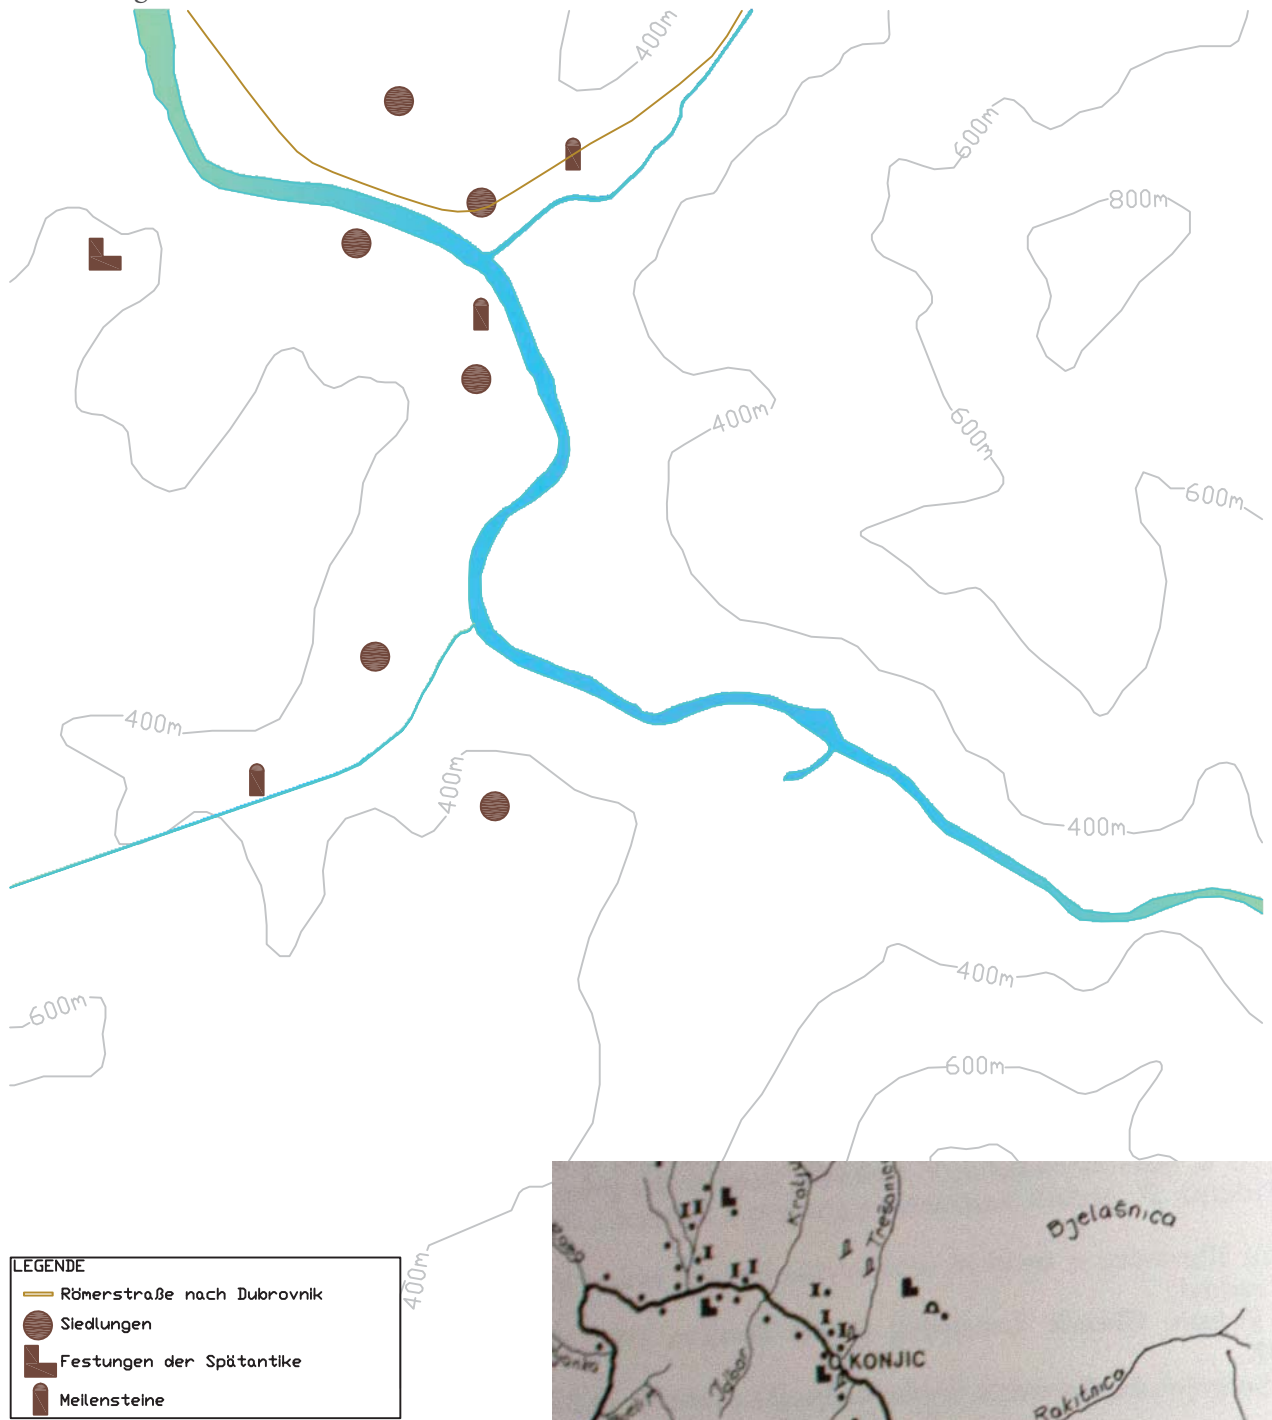 400m
600m
800m
400m
600m
600m
400m
400m
400m
400m
600m
600m
400m
LEGENDE
Römerstraße nach Dubrovnik
Siedlungen
Festungen der Spätantike
Meilensteine
Bjelašnica
KONJIC
Rakitnica